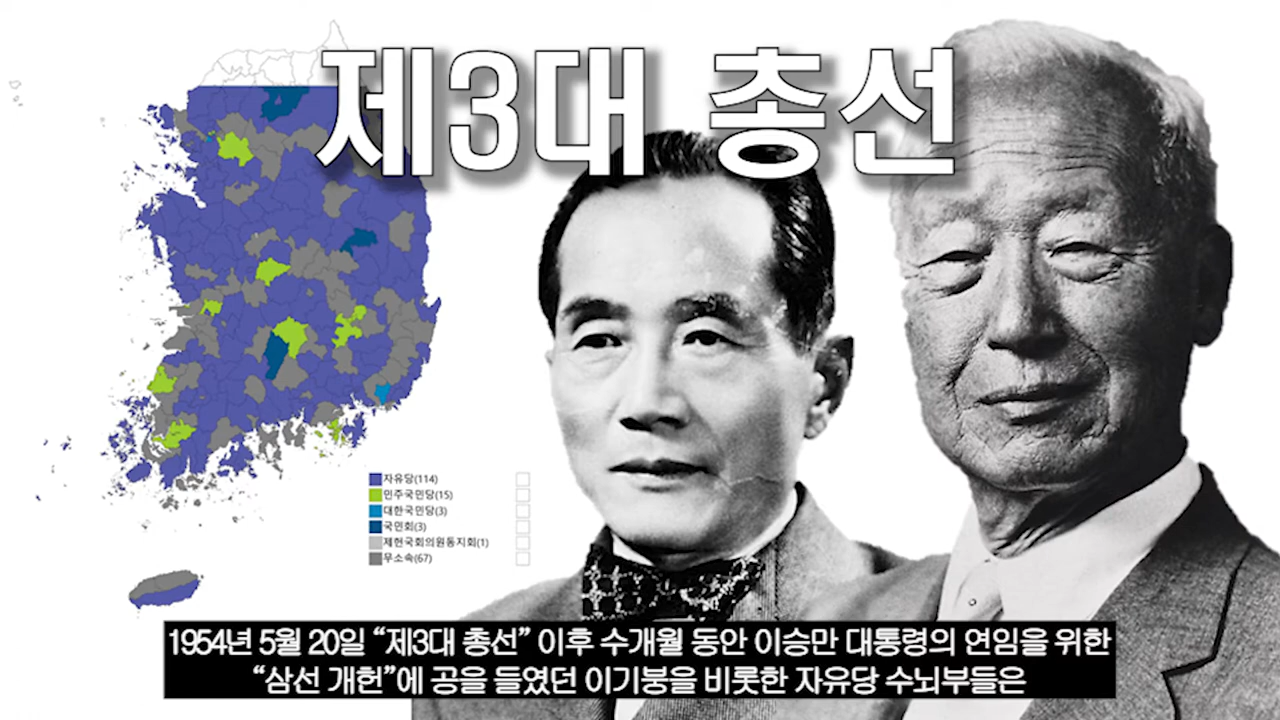 제3대 총선
자유당(114)
민주국민당(15)
대한국민당(3)
국민회(3)
제헌국회의원동지회(1)
무소속(67)
1954년 5월 20일 “제3대 총선” 이후 수개월 동안 이승만 대통령의 연임을 위한
“삼선 개헌”에 공을 들였던 이기붕을 비롯한 자유당 수뇌부들은